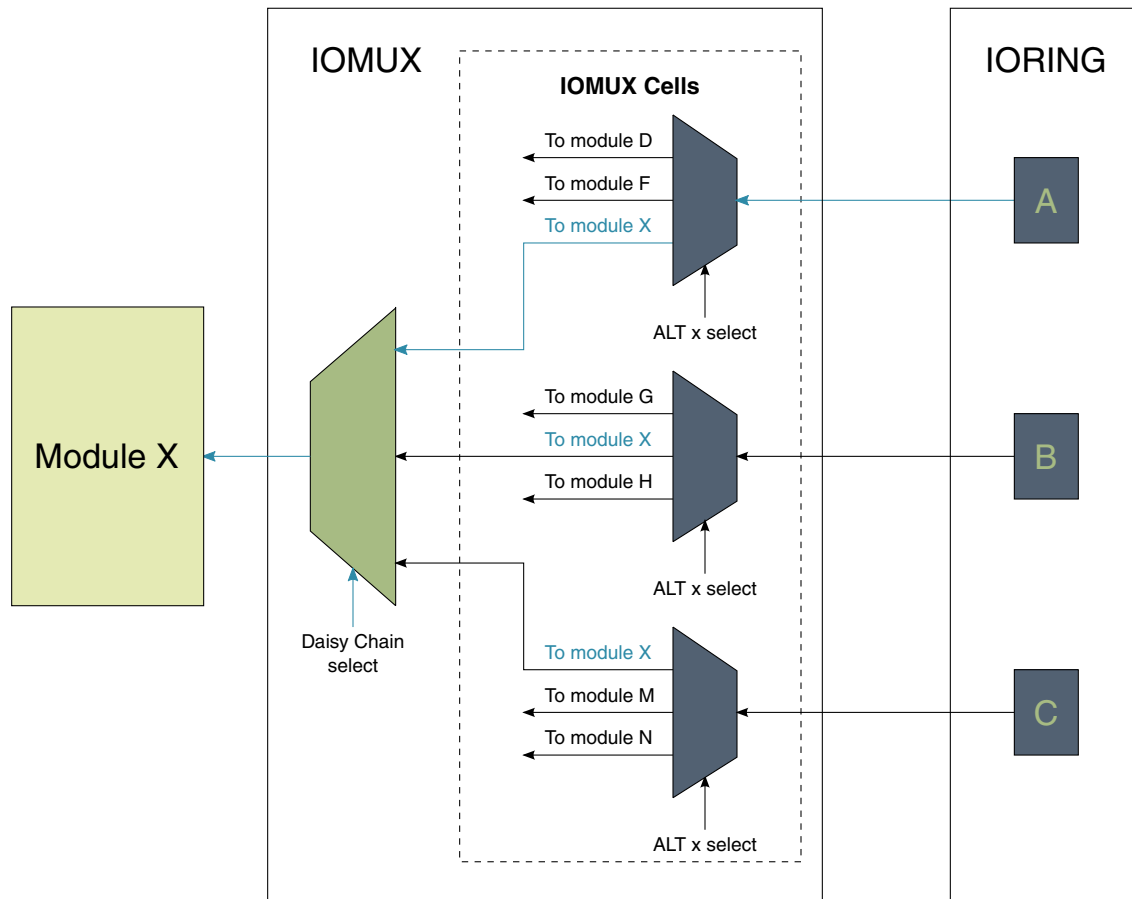 IOMUX
IORING
IOMUX Cells
To module D
To module F
To module X
A
ALT x select
To module G
To module X
To module H
B
Module X
ALT x select
Daisy Chain
select
To module X
To module M
To module N
C
ALT x select